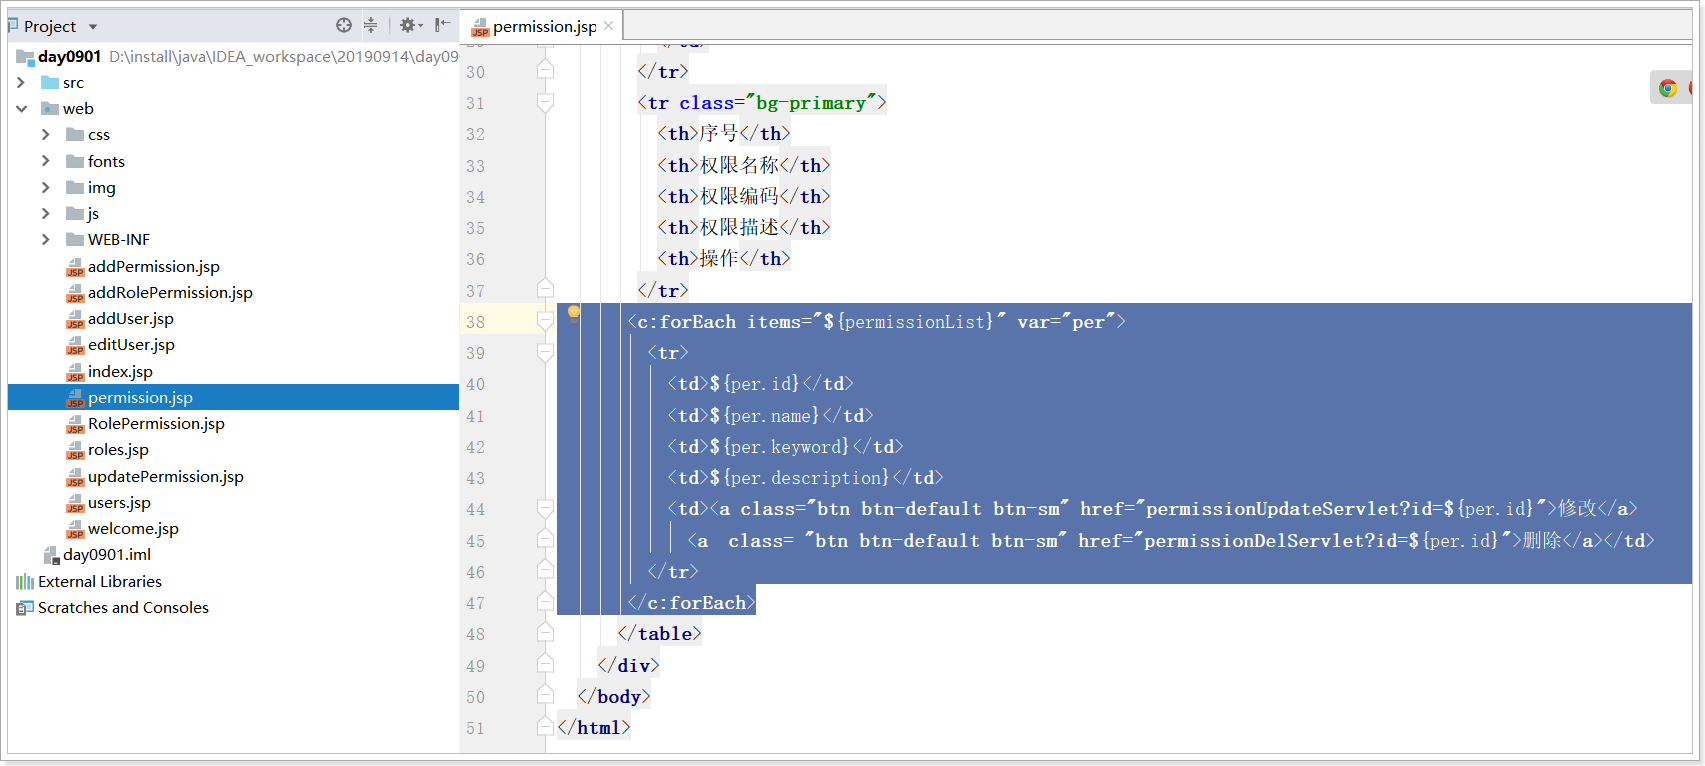 Project
day0901 D:\install\java\IDEA_workspace\20190914\day09
src
web
css
fonts
img
js
WEB-INF
addPermission.jsp
addRolePermission.jsp
addUser.jsp
editUser.jsp
index.jsp
permission.jsp
RolePermission.jsp
roles.jsp
updatePermission.jsp
users.jsp
welcome.jsp
day0901.iml
External Libraries
Scratches and Consoles
permission.jsp
30 </tr>
31 <tr class="bg-primary">
32 <th>序号</th>
33 <th>权限名称</th>
34 <th>权限编码</th>
35 <th>权限描述</th>
36 <th>操作</th>
37 </tr>
38 <c:forEach items="${permissionList}" var="per">
39 <tr>
40 <td>${per.id}</td>
41 <td>${per.name}</td>
42 <td>${per.keyword}</td>
43 <td>${per.description}</td>
44 <td><a class="btn btn-default btn-sm" href="permissionUpdateServlet?id=${per.id}">修改</a>
45 <a  class= "btn btn-default btn-sm" href="permissionDelServlet?id=${per.id}">删除</a></td>
46 </tr>
47 </c:forEach>
48 </table>
49 </div>
50 </body>
51 </html>